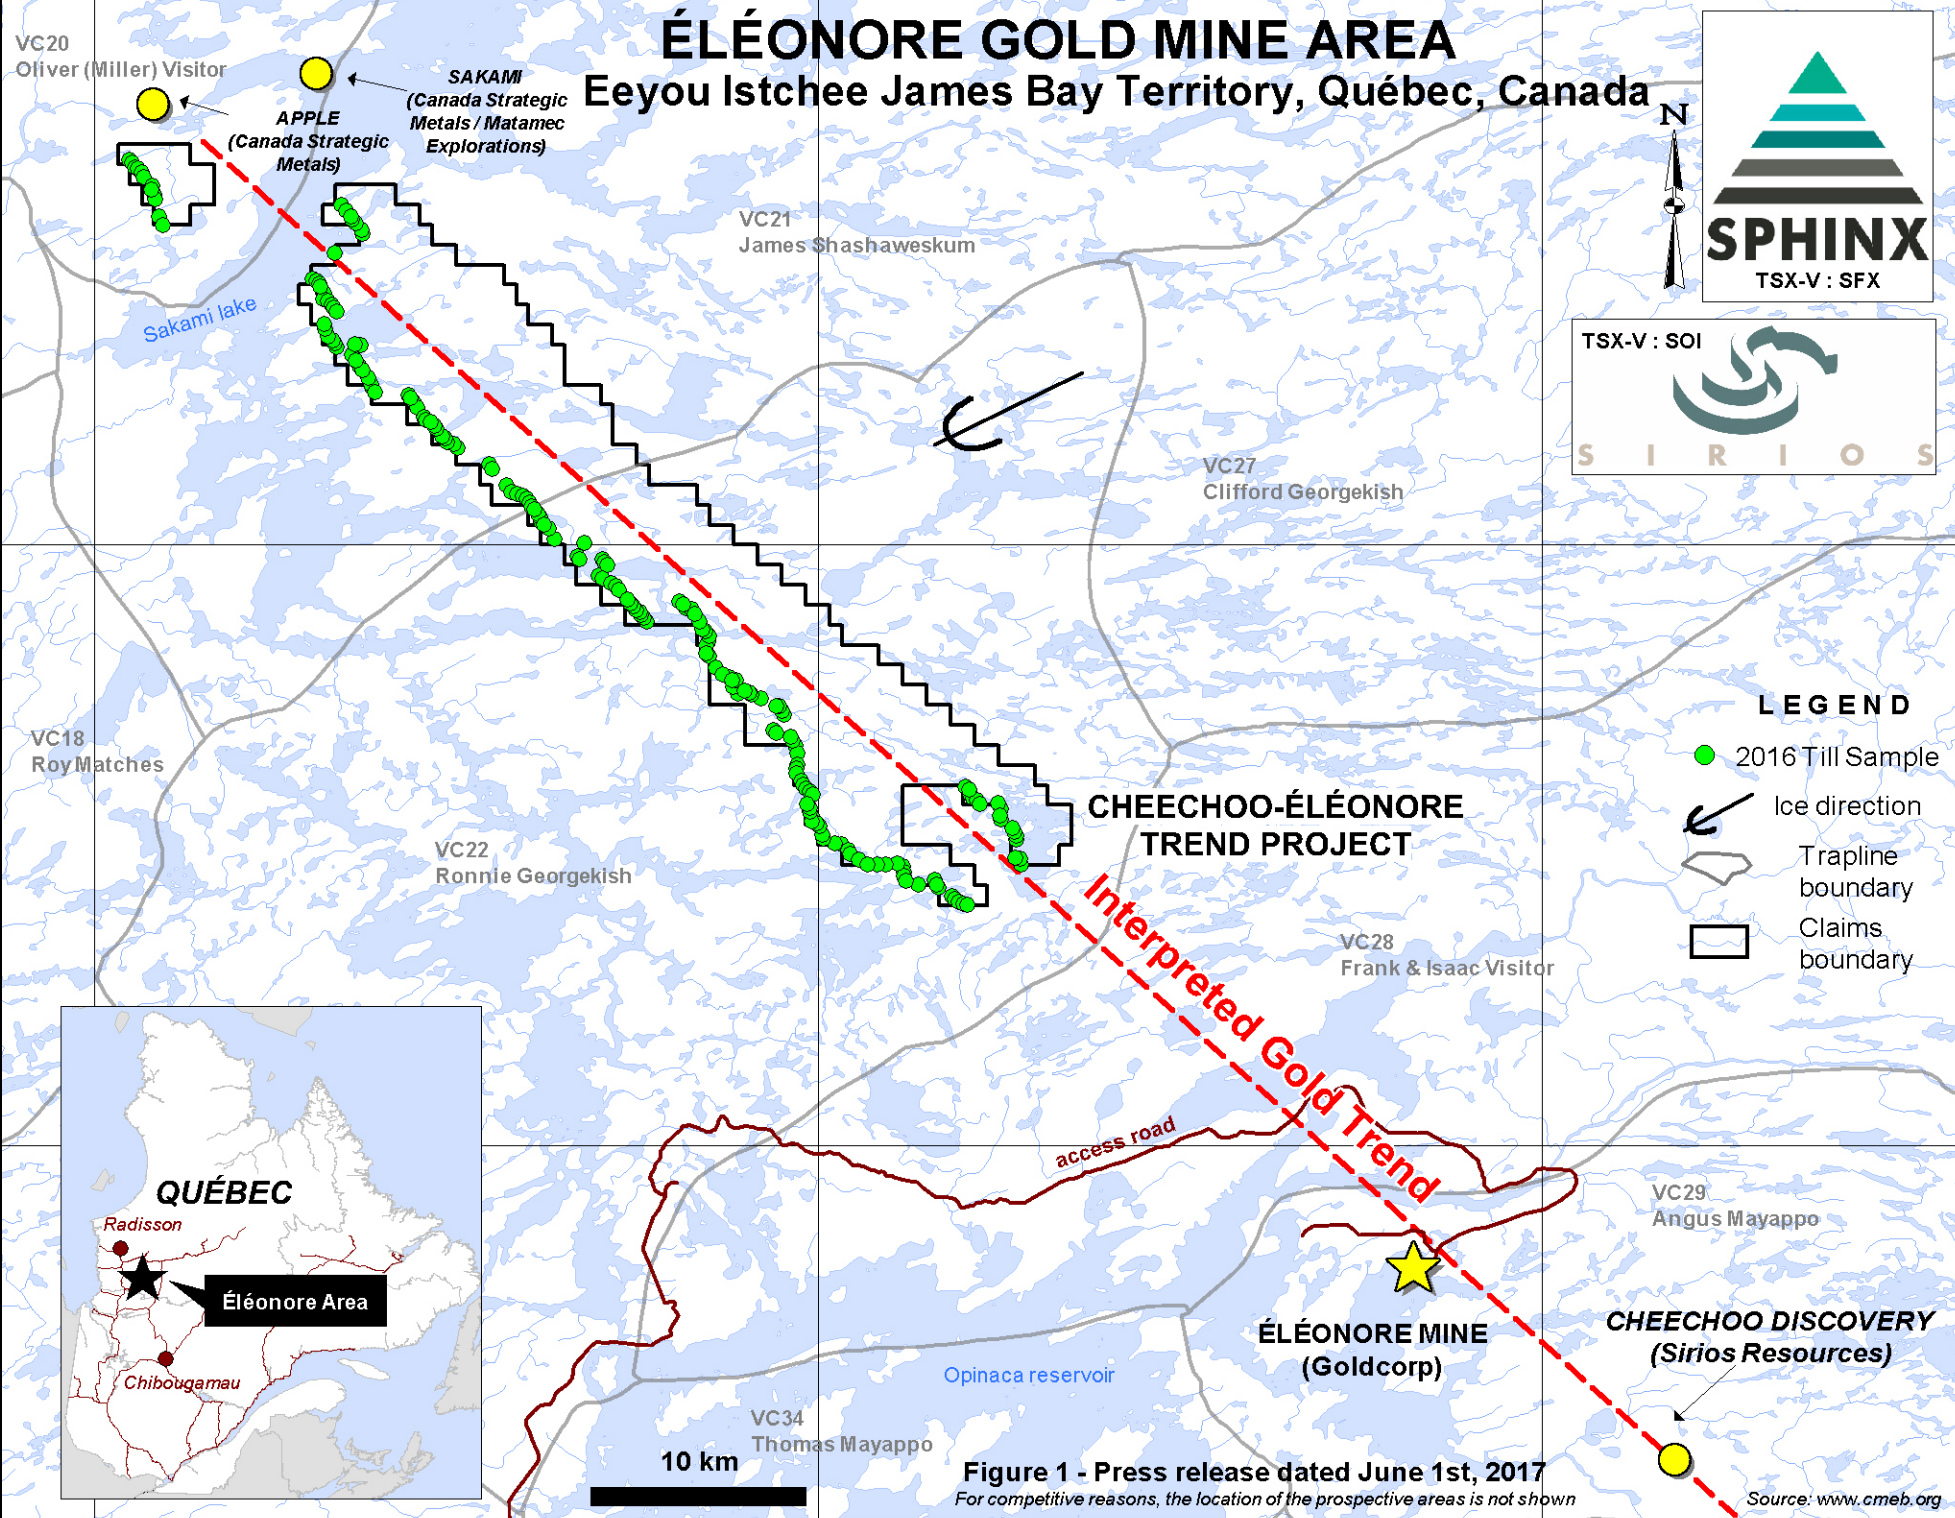 ÉLÉONORE GOLD MINE AREA
Eeyou Istchee James Bay Territory, Québec, Canada
VC20
Oliver (Miller) Visitor
APPLE
(Canada Strategic
Metals)
SAKAMI
(Canada Strategic
Metals / Matamec
Explorations)
N
SPHINX
TSX-V : SFX
TSX-V : SOI
SIRIOS
VC21
James Shashaweskum
Sakami lake
VC27
Clifford Georgekish
VC18
Roy Matches
VC22
Ronnie Georgekish
CHEECHOO-ÉLÉONORE
TREND PROJECT
Interpreted Gold Trend
VC28
Frank & Isaac Visitor
LEGEND
2016 Till Sample
Ice direction
Trapline
boundary
Claims
boundary
access road
VC29
Angus Mayappo
ÉLÉONORE MINE
(Goldcorp)
CHEECHOO DISCOVERY
(Sirios Resources)
Opinaca reservoir
VC34
Thomas Mayappo
QUÉBEC
Radisson
Éléonore Area
Chibougamau
10 km
Figure 1 - Press release dated June 1st, 2017
For competitive reasons, the location of the prospective areas is not shown
Source: www.cmeb.org